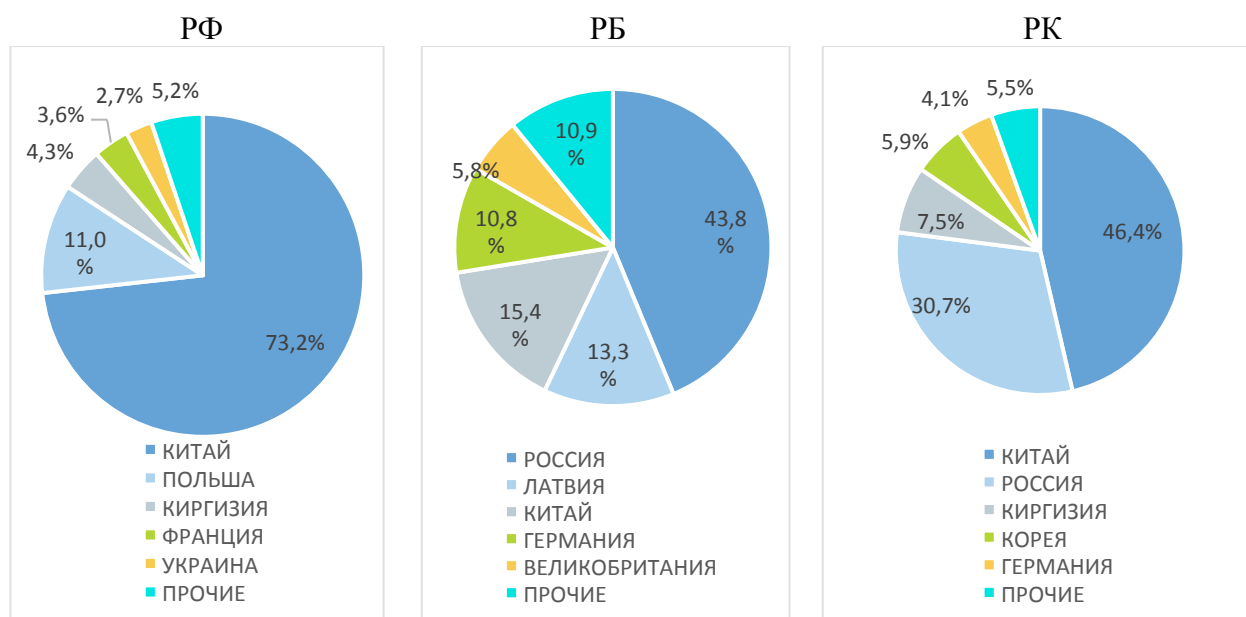 РФ
2,7%
5,2%
3,6%
4,3%
11,0
%
73,2%
КИТАЙ
ПОЛЬША
КИРГИЗИЯ
ФРАНЦИЯ
УКРАИНА
ПРОЧИЕ
РБ
10,9
%
5,8%
43,8
%
10,8
%
15,4
%
13,3
%
РОССИЯ
ЛАТВИЯ
КИТАЙ
ГЕРМАНИЯ
ВЕЛИКОБРИТАНИЯ
ПРОЧИЕ
РК
4,1%
5,5%
5,9%
7,5%
46,4%
30,7%
КИТАЙ
РОССИЯ
КИРГИЗИЯ
КОРЕЯ
ГЕРМАНИЯ
ПРОЧИЕ